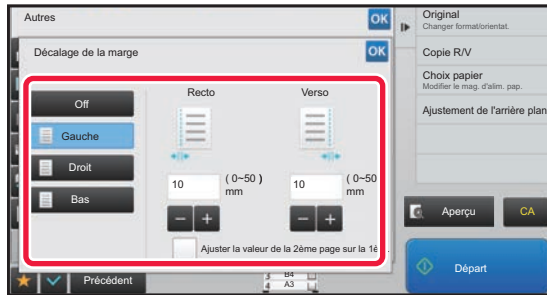 Autres
OK
Décalage de la marge
OK
Off
Gauche
Droit
Bas
Recto
Verso
10
( 0~50 )
mm
10
( 0~50
mm
Ajuster la valeur de la 2ème page sur la 1è
Précédent
3 B4
4 A3
Original
Changer format/orientat.
Copie R/V
Choix papier
Modifier le mag. d'alim. pap.
Ajustement de l'arrière plan
Aperçu
CA
Départ